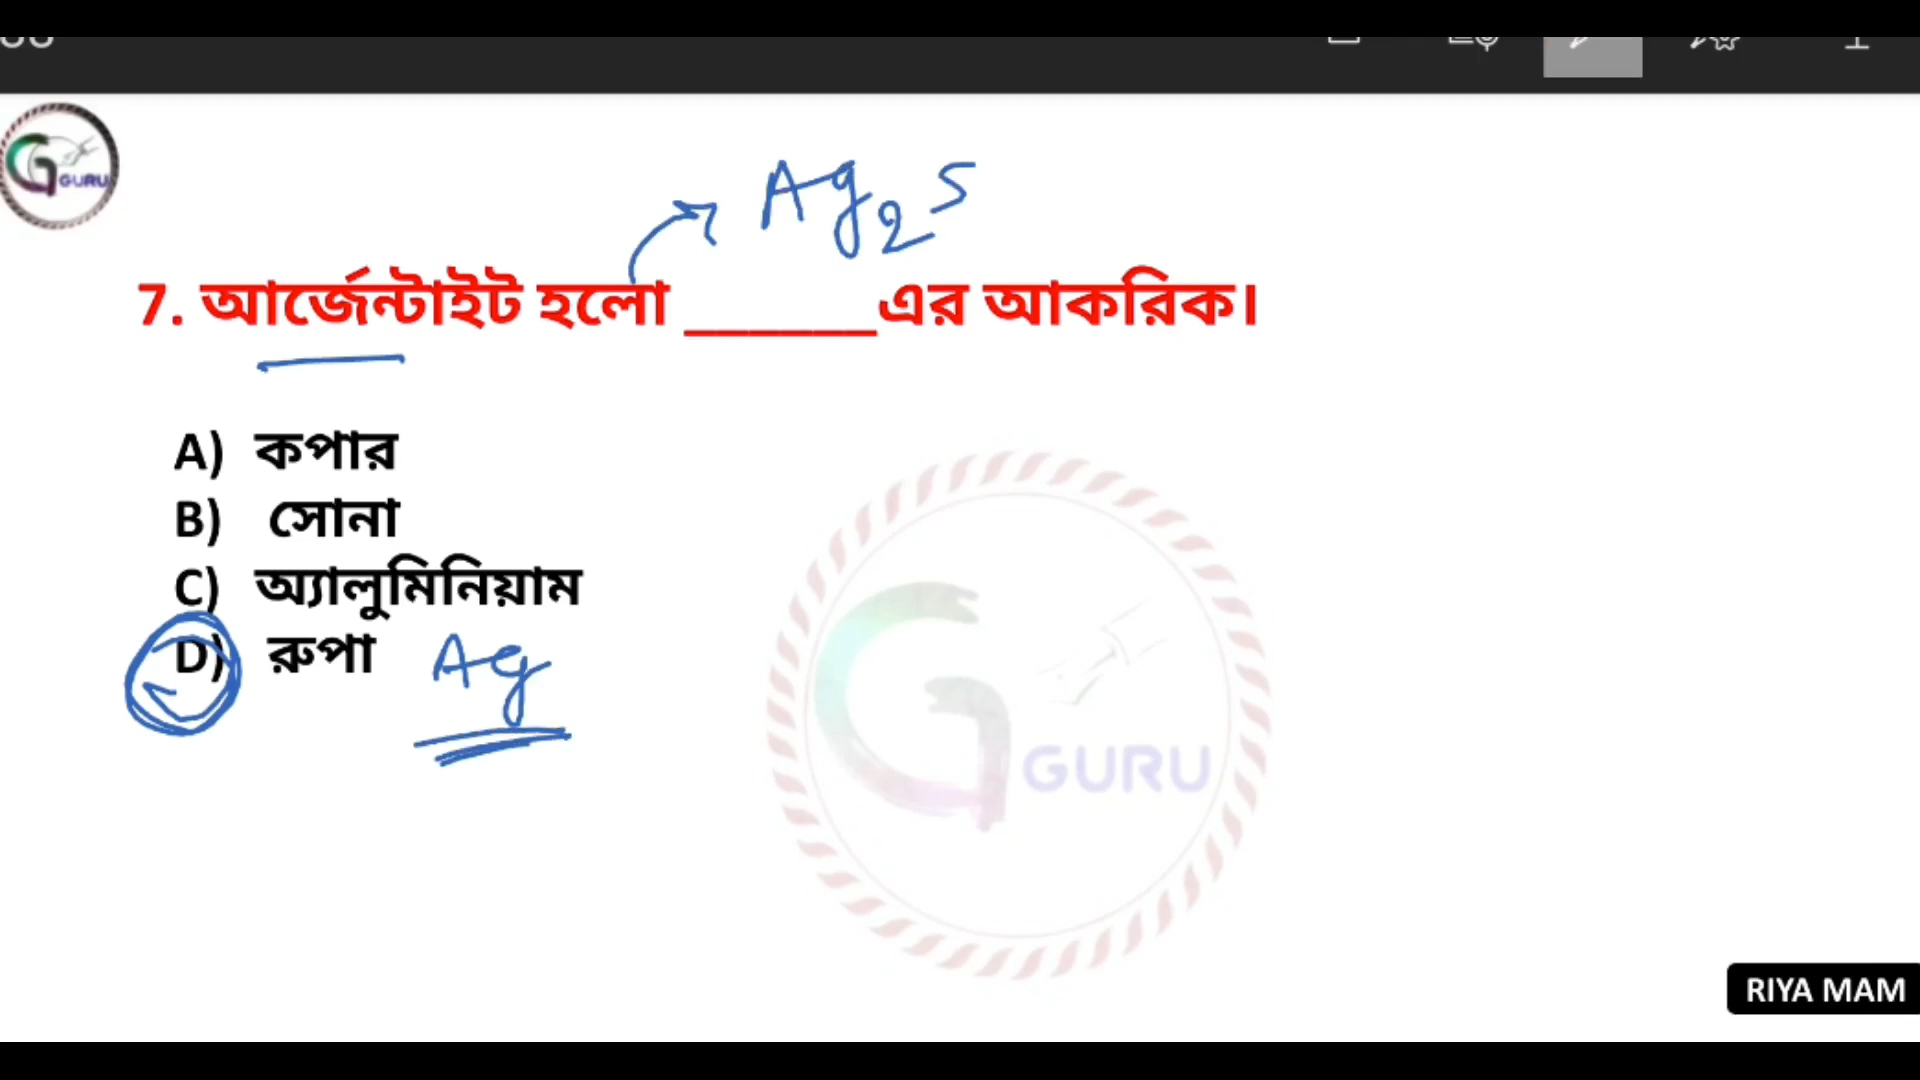 GURU
Ag₂S
7. আর্জেন্টাইট হলো ______এর আকরিক।
A) কপার
B) সোনা
C) অ্যালুমিনিয়াম
D) রুপা Ag
GURU
RIYA MAM